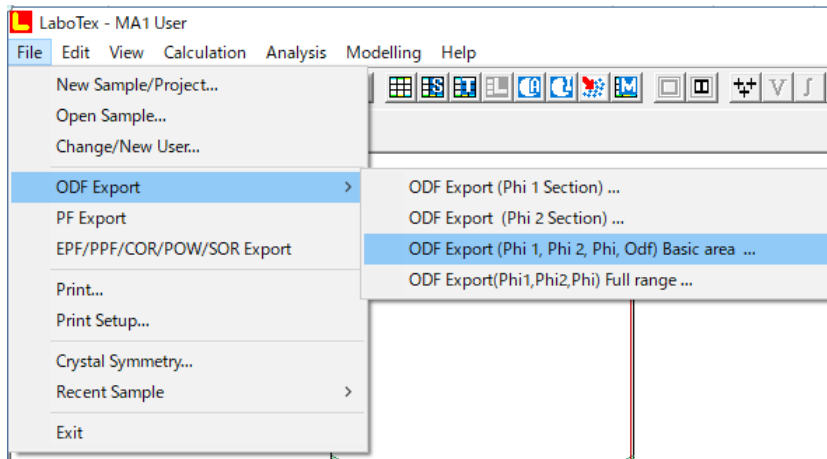 LaboTex - MA1 User
File Edit View Calculation Analysis Modelling Help
New Sample/Project...
Open Sample...
Change/New User...
ODF Export
ODF Export (Phi 1 Section) ...
PF Export
ODF Export (Phi 2 Section) ...
EPF/PPF/COR/POW/SOR Export
ODF Export (Phi 1, Phi 2, Phi, Odf) Basic area ...
ODF Export(Phi1,Phi2,Phi) Full range ...
Print...
Print Setup...
Crystal Symmetry...
Recent Sample
Exit